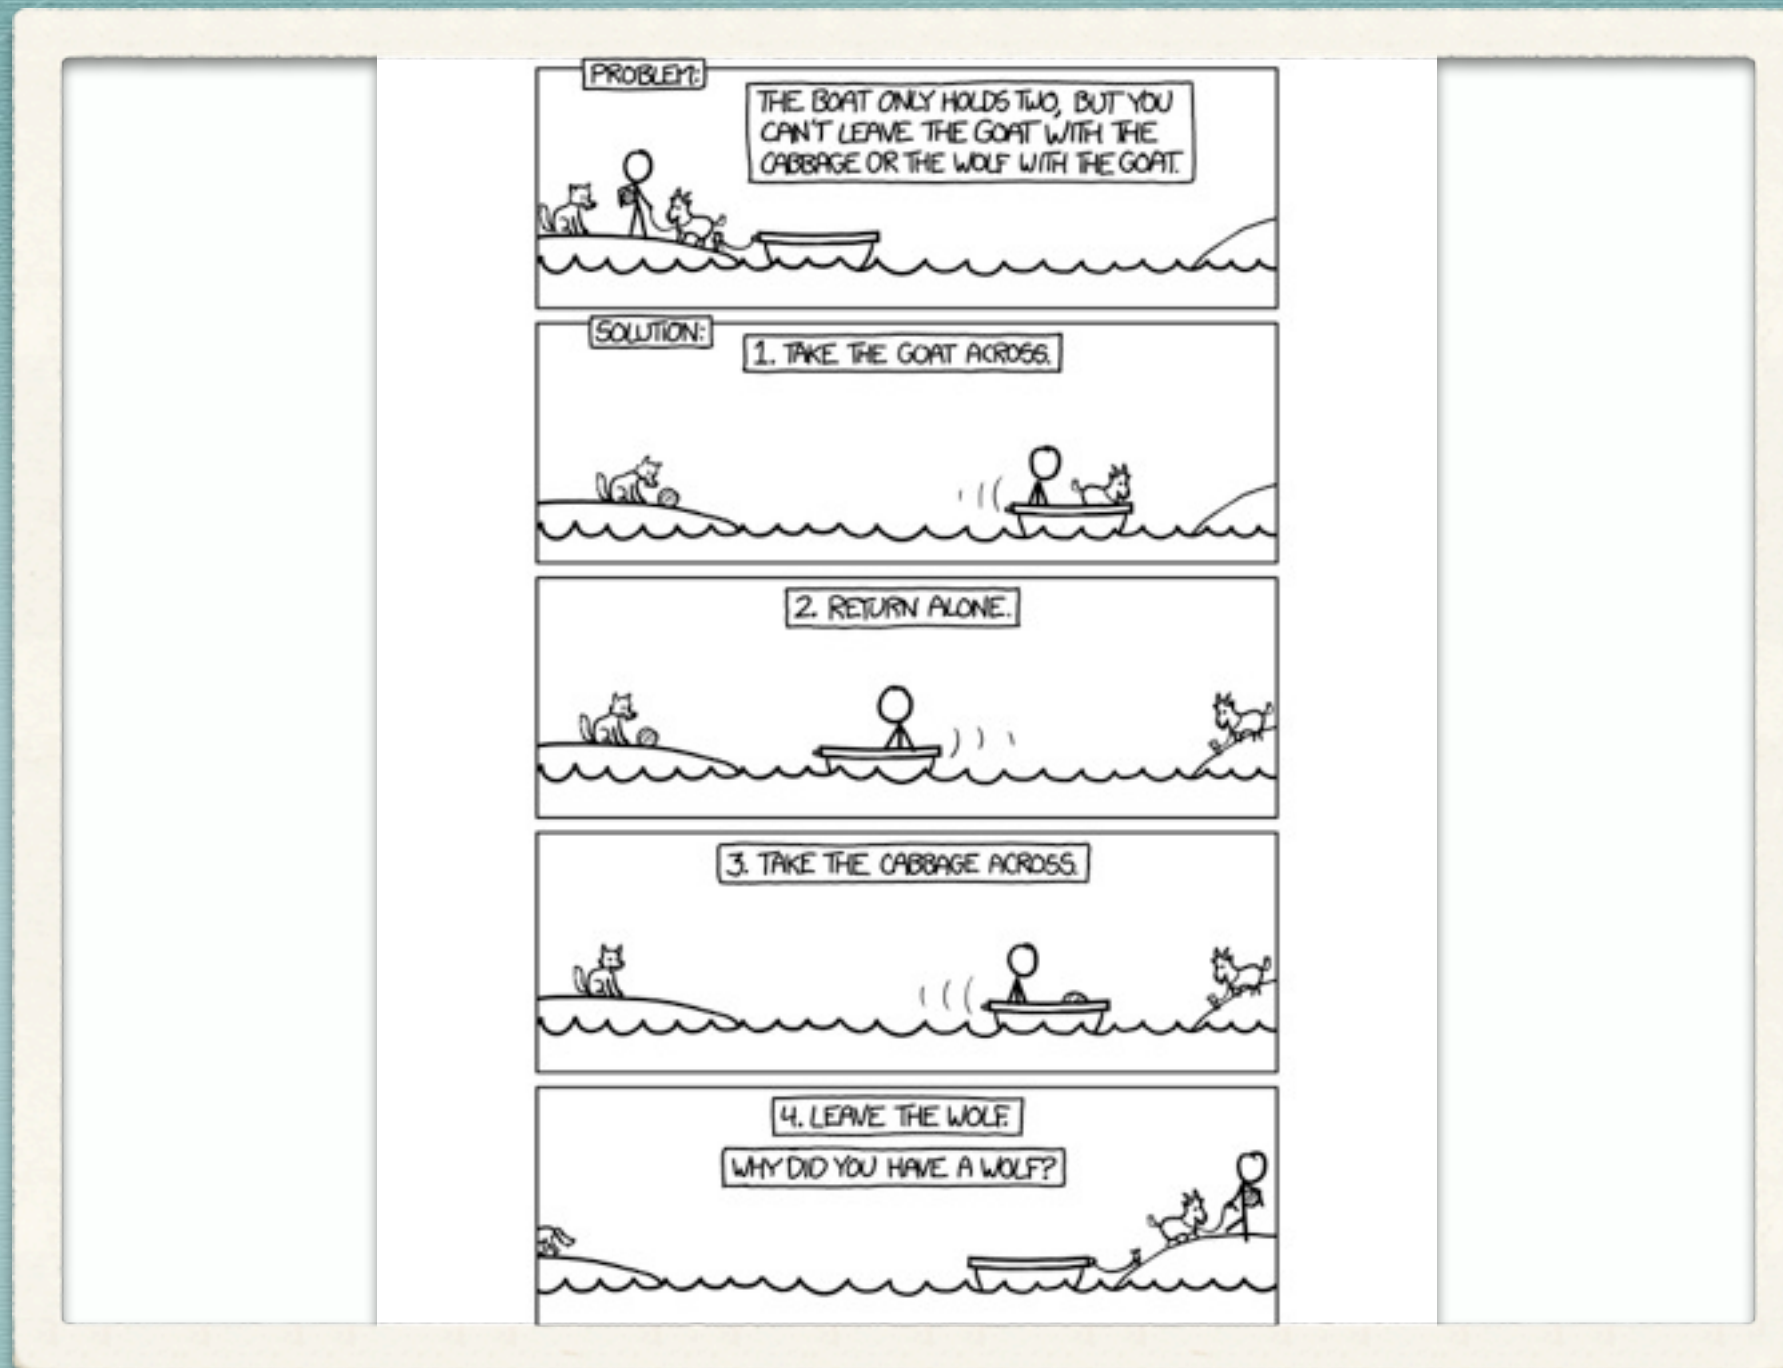 PROBLEM:
THE BOAT ONLY HOLDS TWO, BUT YOU
CAN'T LEAVE THE GOAT WITH THE
CABBAGE OR THE WOLF WITH THE GOAT.
SOLUTION:
1. TAKE THE GOAT ACROSS.
2. RETURN ALONE.
3. TAKE THE CABBAGE ACROSS.
4. LEAVE THE WOLF.
WHY DID YOU HAVE A WOLF?